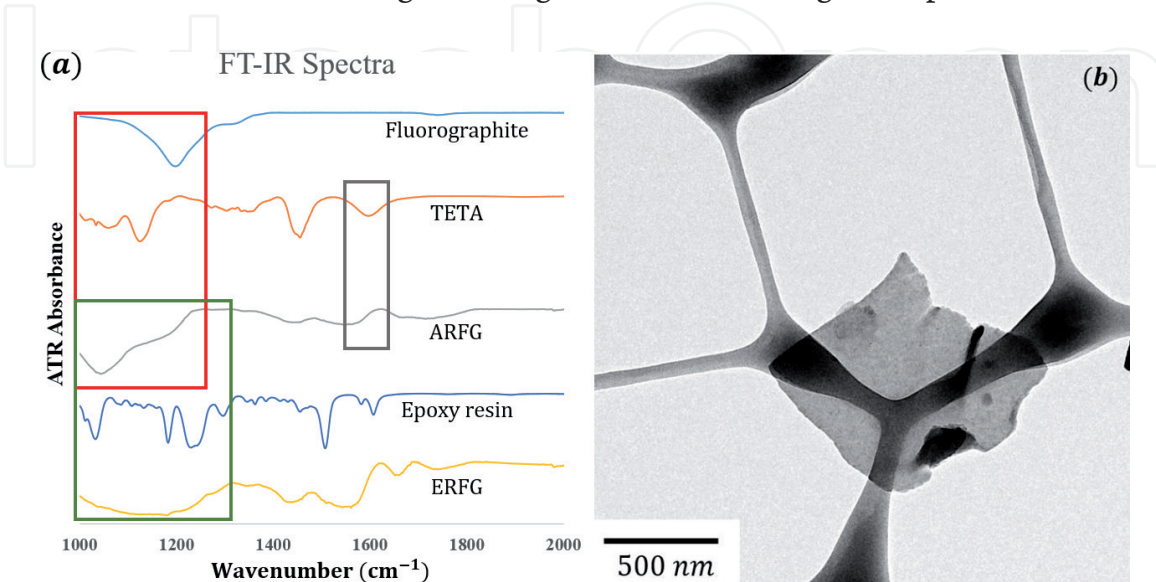 (a)
FT-IR Spectra
Fluorographite
TETA
ARFG
Epoxy resin
ERFG
ATR Absorbance
1000 1200 1400 1600 1800 2000
Wavenumber (cm⁻¹)
(b)
500 nm